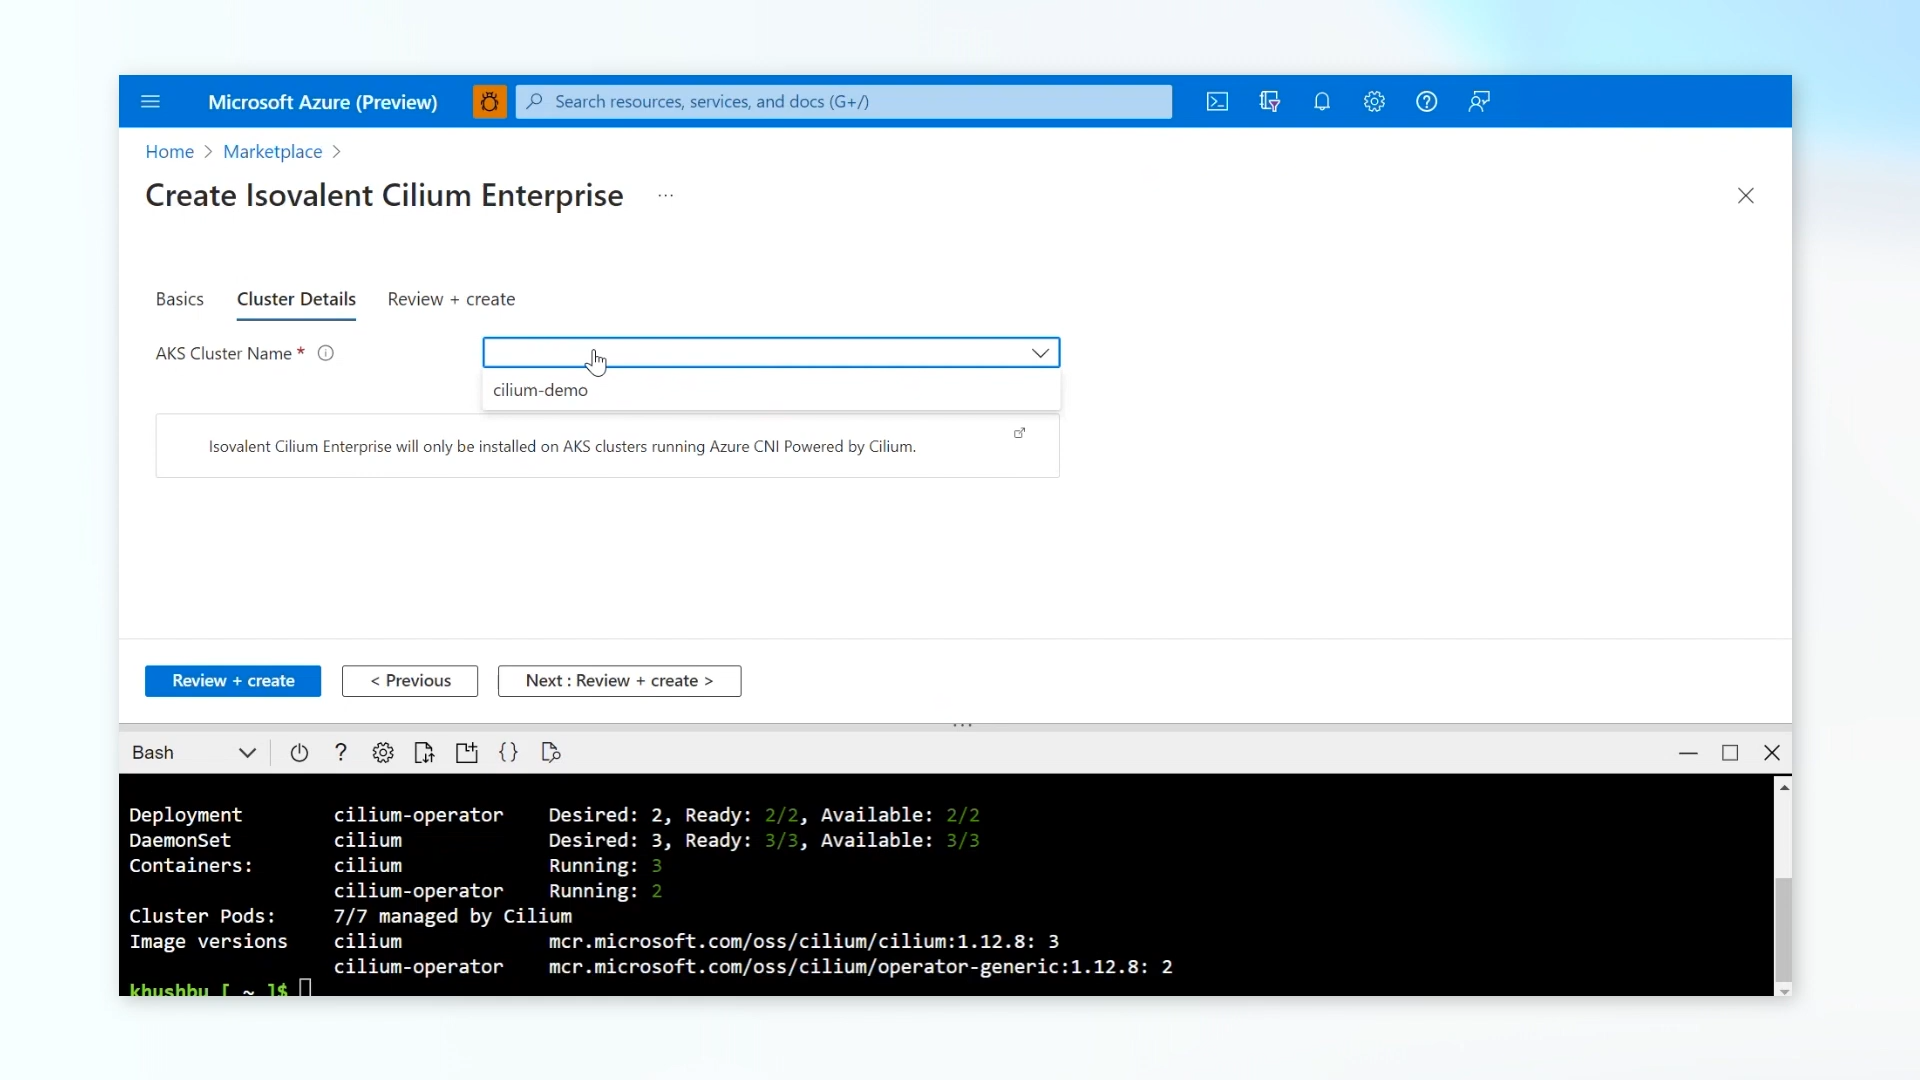 Microsoft Azure (Preview)
Search resources, services, and docs (G+/)
Home > Marketplace >
Create Isovalent Cilium Enterprise ...
Basics Cluster Details Review + create
AKS Cluster Name *
cilium-demo
Isovalent Cilium Enterprise will only be installed on AKS clusters running Azure CNI Powered by Cilium.
Review + create < Previous Next : Review + create >
Bash
Deployment cilium-operator Desired: 2, Ready: 2/2, Available: 2/2
DaemonSet cilium Desired: 3, Ready: 3/3, Available: 3/3
Containers: cilium Running: 3
cilium-operator Running: 2
Cluster Pods: 7/7 managed by Cilium
Image versions cilium mcr.microsoft.com/oss/cilium/cilium:1.12.8: 3
cilium-operator mcr.microsoft.com/oss/cilium/operator-generic:1.12.8: 2
khushbu [ ~ ]$